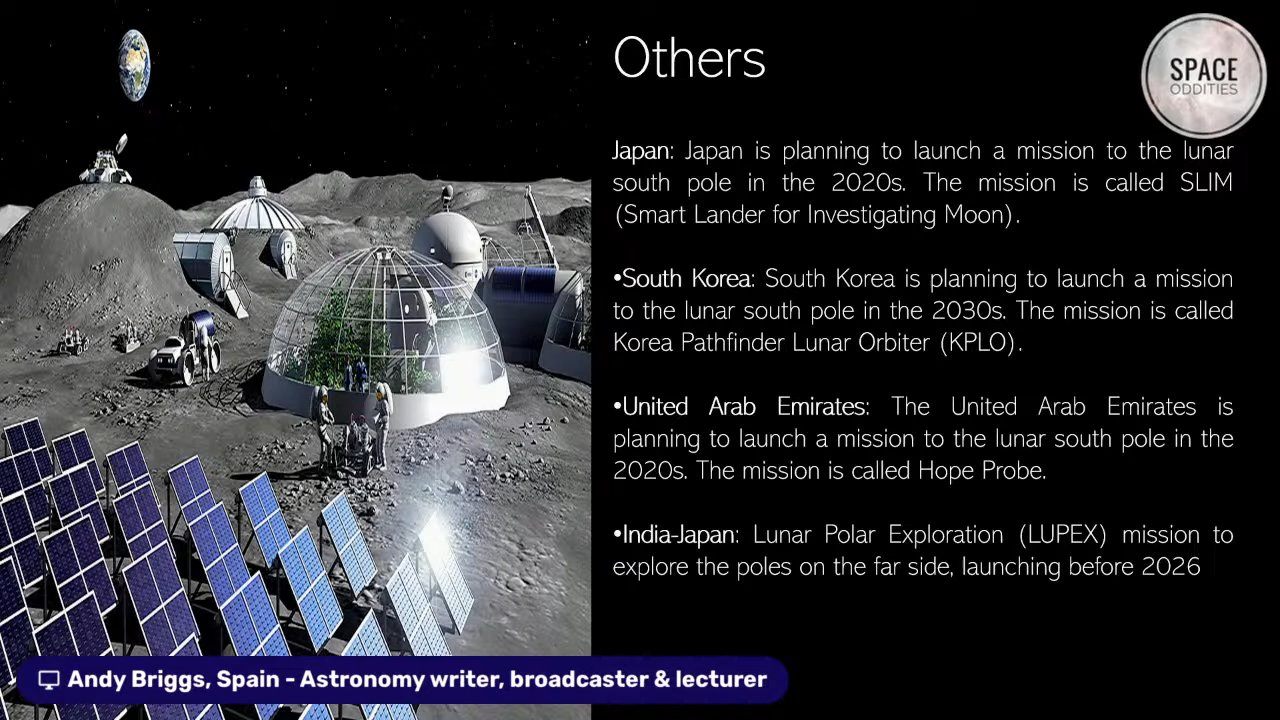 Others
SPACE
ODDITIES
Japan: Japan is planning to launch a mission to the lunar
south pole in the 2020s. The mission is called SLIM
(Smart Lander for Investigating Moon).
•South Korea: South Korea is planning to launch a mission
to the lunar south pole in the 2030s. The mission is called
Korea Pathfinder Lunar Orbiter (KPLO).
•United Arab Emirates: The United Arab Emirates is
planning to launch a mission to the lunar south pole in the
2020s. The mission is called Hope Probe.
•India-Japan: Lunar Polar Exploration (LUPEX) mission to
explore the poles on the far side, launching before 2026
Andy Briggs, Spain - Astronomy writer, broadcaster & lecturer